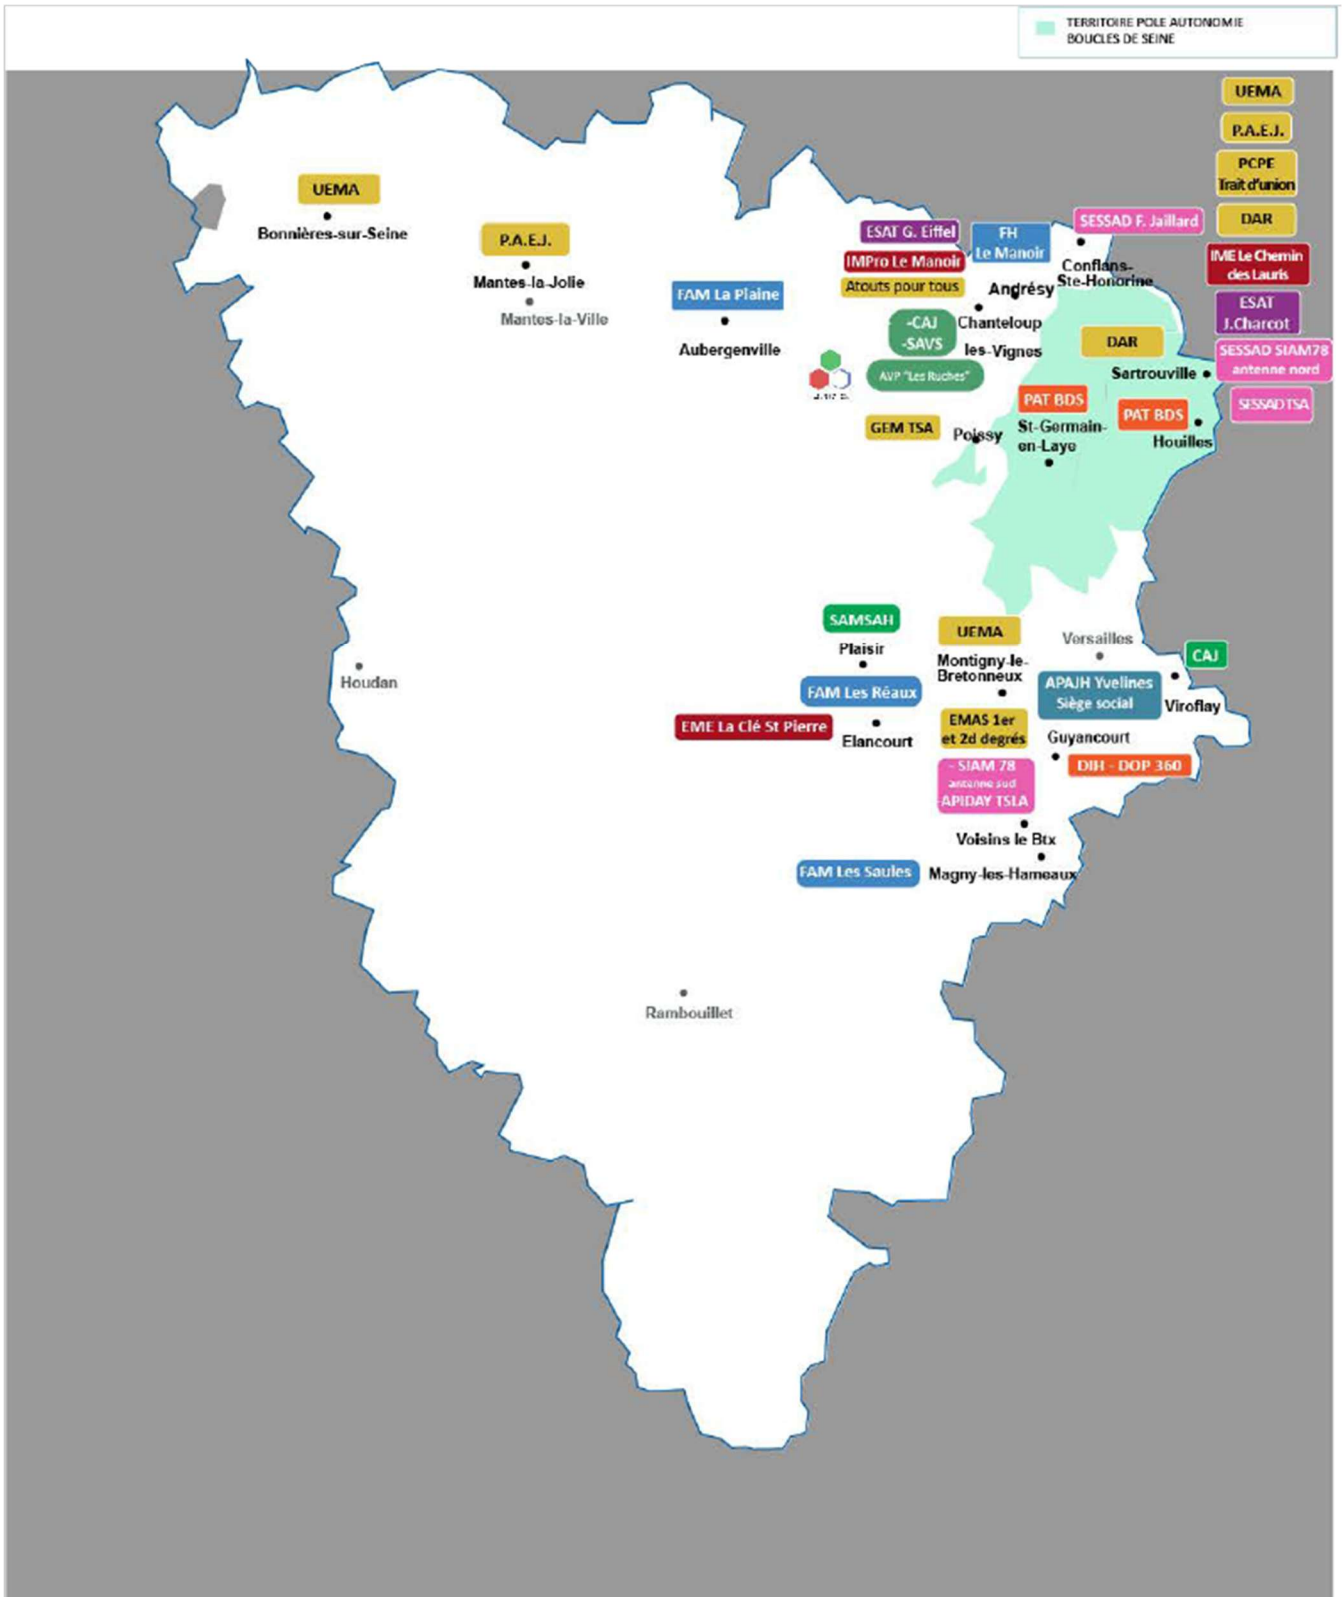 TERRITOIRE POLE AUTONOMIE
BOUCLES DE SEINE
UEMA
P.A.E.J.
PCPE
Trait d'union
DAR
IME Le Chemin
des Lauris
ESAT
J.Charcot
SESSAD SIAM78
antenne nord
SESSAD TSA
UEMA
Bonnières-sur-Seine
P.A.E.J.
Mantes-la-Jolie
Mantes-la-Ville
FAM La Plaine
Aubergenville
ESAT G. Eiffel
IMPro Le Manoir
Atouts pour tous
FH
Le Manoir
SESSAD F. Jaillard
Conflans-
Ste-Honorine
Andrésy
-CAJ
-SAVS
Chanteloup
les-Vignes
AVP "Les Ruches"
DAR
Sartrouville
PAT BDS
St-Germain-
en-Laye
PAT BDS
Houilles
GEM TSA
Poissy
SAMSAH
Plaisir
FAM Les Réaux
EME La Clé St Pierre
Elancourt
UEMA
Montigny-le-
Bretonneux
EMAS 1er
et 2d degrés
- SIAM 78
antenne sud
-APIDAY TSLA
Versailles
APAJH Yvelines
Siège social
CAJ
Viroflay
Guyancourt
DIH - DOP 360
Voisins le Btx
FAM Les Saules
Magny-les-Hameaux
Houdan
Rambouillet